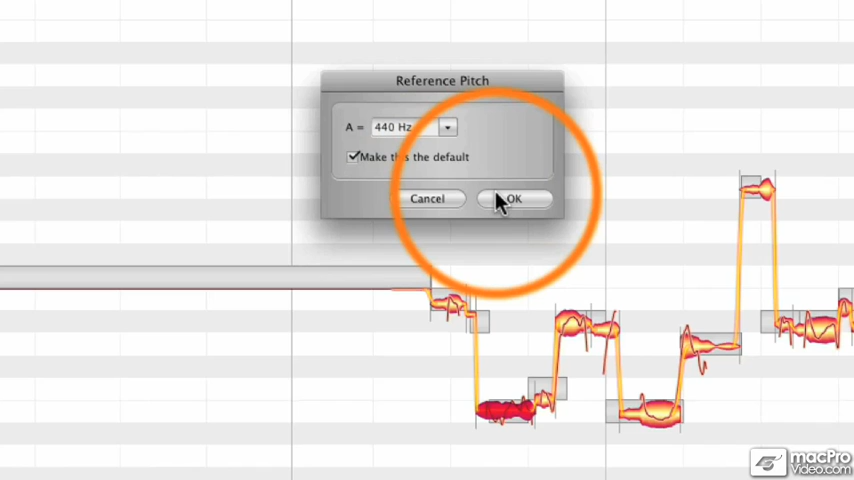 Reference Pitch
A = 440 Hz
Make this the default
Cancel OK
macPro
Video.com